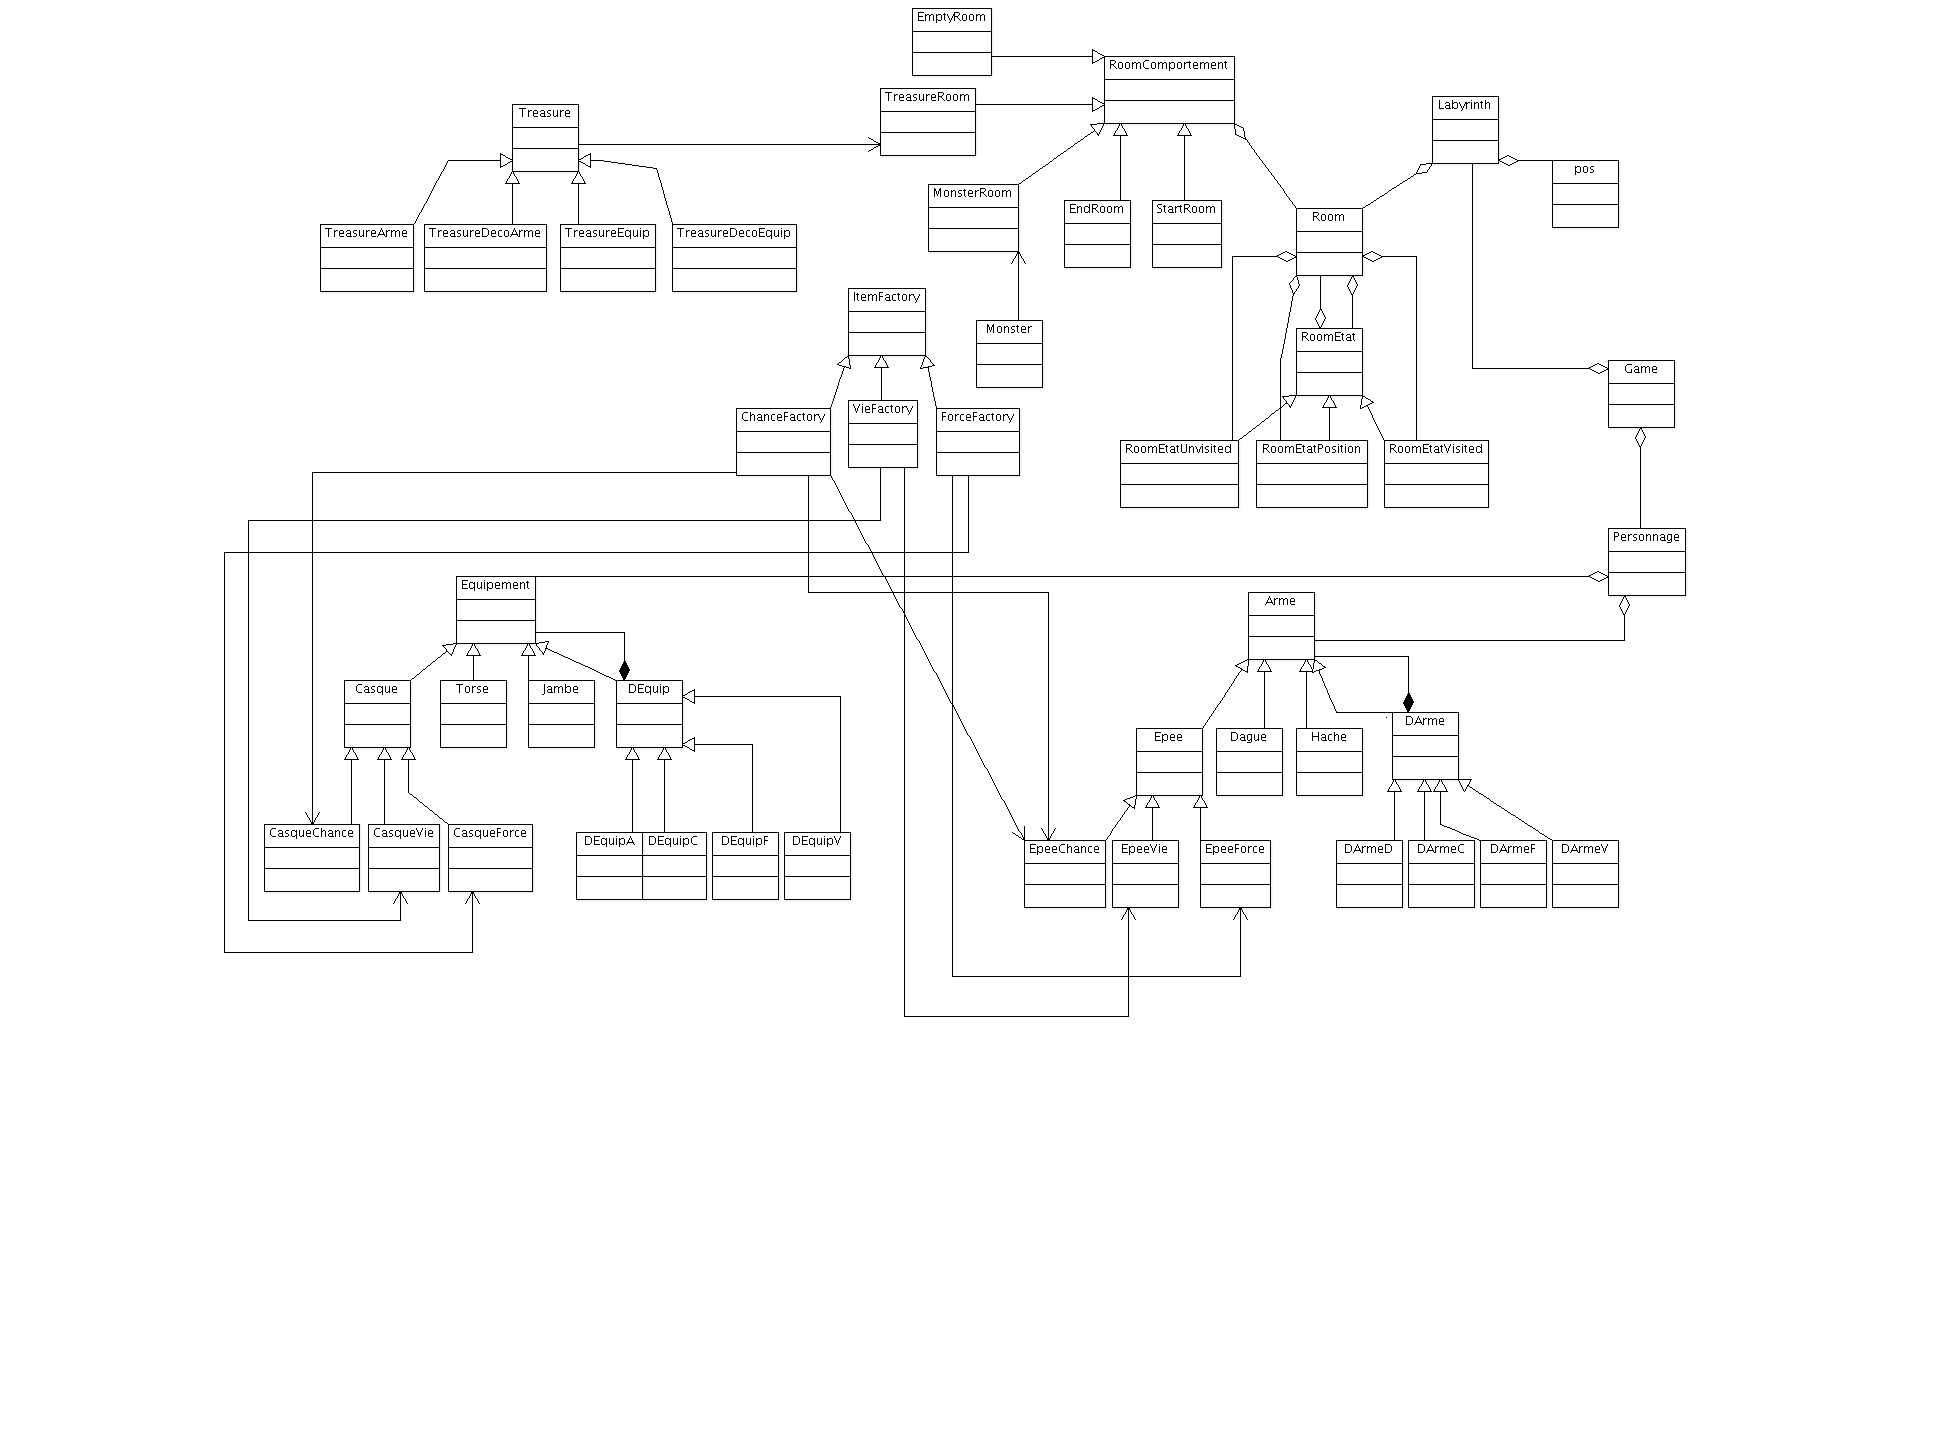 EmptyRoom
RoomComportement
TreasureRoom
Labyrinth
Treasure
pos
MonsterRoom
EndRoom
StartRoom
Room
TreasureArme
TreasureDecoArme
TreasureEquip
TreasureDecoEquip
ItemFactory
Monster
RoomEtat
Game
ChanceFactory
VieFactory
ForceFactory
RoomEtatUnvisited
RoomEtatPosition
RoomEtatVisited
Personnage
Equipement
Arme
Casque
Torse
Jambe
DEquip
DArme
Epee
Dague
Hache
CasqueChance
CasqueVie
CasqueForce
DEquipA
DEquipC
DEquipF
DEquipV
EpeeChance
EpeeVie
EpeeForce
DArmeD
DArmeC
DArmeF
DArmeV